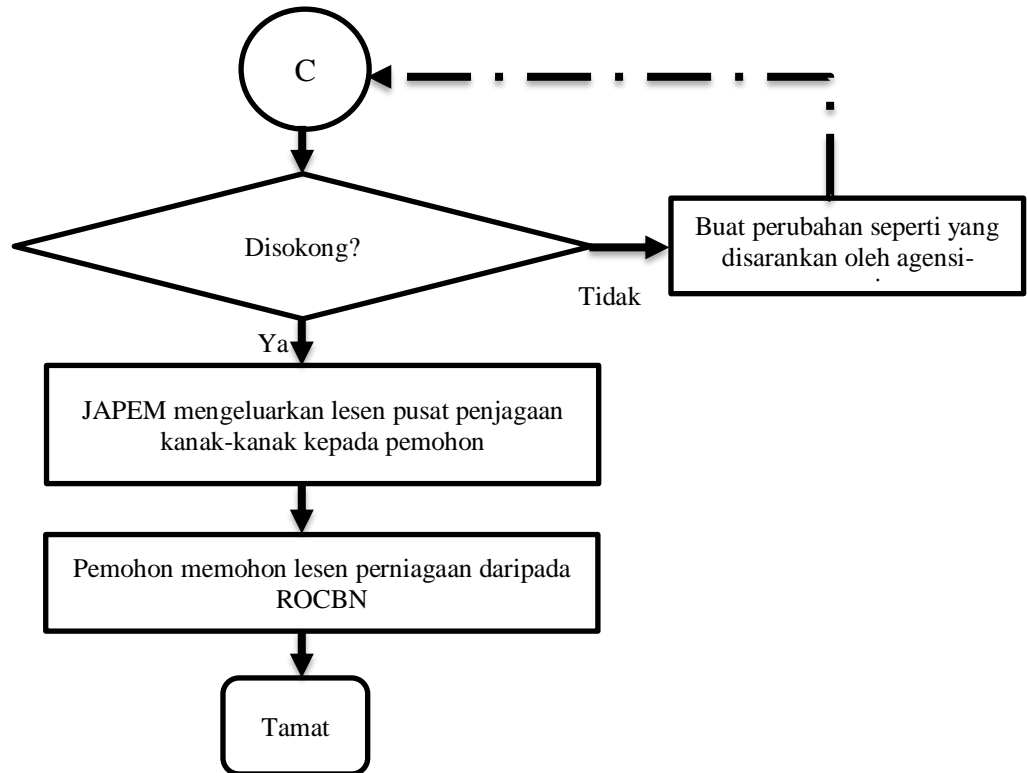 C
Disokong?
Buat perubahan seperti yang
disarankan oleh agensi-
Tidak
Ya
JAPEM mengeluarkan lesen pusat penjagaan
kanak-kanak kepada pemohon
Pemohon memohon lesen perniagaan daripada
ROCBN
Tamat